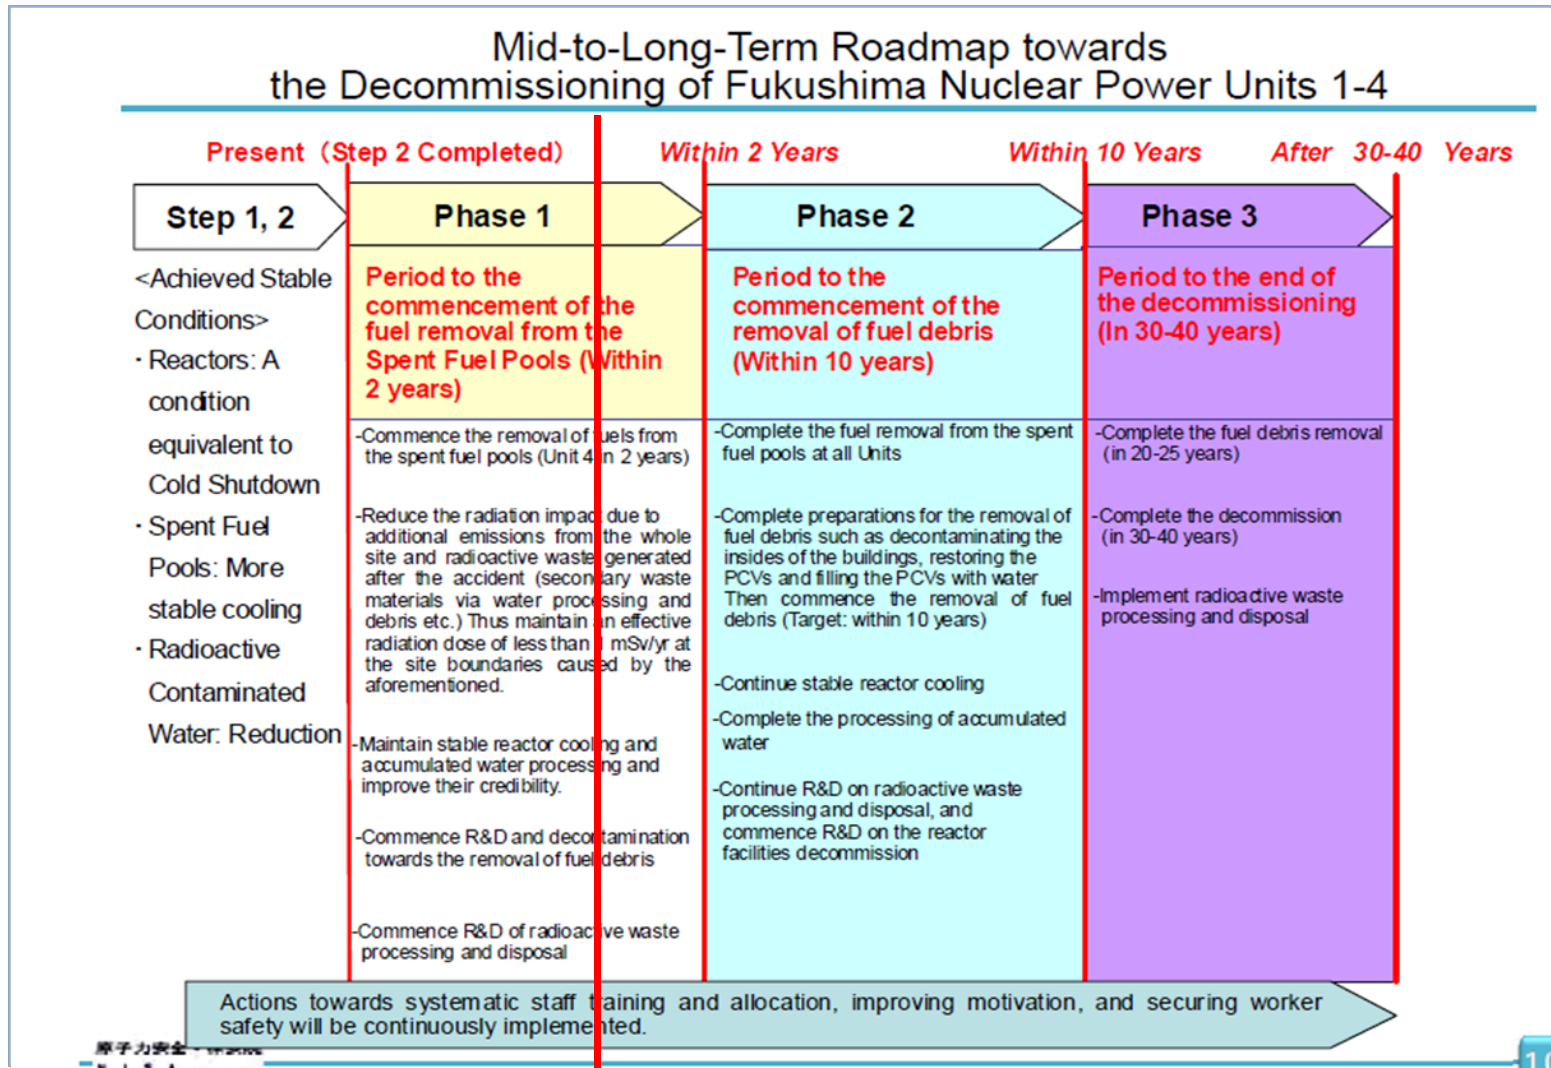 Mid-to-Long-Term Roadmap towards
the Decommissioning of Fukushima Nuclear Power Units 1-4
Present (Step 2 Completed)
Within 2 Years
Within 10 Years
After 30-40 Years
Step 1, 2
Phase 1
Phase 2
Phase 3
<Achieved Stable
Conditions>
・Reactors: A
condition
equivalent to
Cold Shutdown
・Spent Fuel
Pools: More
stable cooling
・Radioactive
Contaminated
Water: Reduction
Period to the
commencement of the
fuel removal from the
Spent Fuel Pools (Within
2 years)
-Commence the removal of fuels from
the spent fuel pools (Unit 4 in 2 years)
-Reduce the radiation impact due to
additional emissions from the whole
site and radioactive waste generated
after the accident (secondary waste
materials via water processing and
debris etc.) Thus maintain an effective
radiation dose of less than 1 mSv/yr at
the site boundaries caused by the
aforementioned.
-Maintain stable reactor cooling and
accumulated water processing and
improve their credibility.
-Commence R&D and decontamination
towards the removal of fuel debris
-Commence R&D of radioactive waste
processing and disposal
Period to the
commencement of the
removal of fuel debris
(Within 10 years)
-Complete the fuel removal from the spent
fuel pools at all Units
-Complete preparations for the removal of
fuel debris such as decontaminating the
insides of the buildings, restoring the
PCVs and filling the PCVs with water
Then commence the removal of fuel
debris (Target: within 10 years)
-Continue stable reactor cooling
-Complete the processing of accumulated
water
-Continue R&D on radioactive waste
processing and disposal, and
commence R&D on the reactor
facilities decommission
Period to the end of
the decommissioning
(In 30-40 years)
-Complete the fuel debris removal
(in 20-25 years)
-Complete the decommission
(in 30-40 years)
-Implement radioactive waste
processing and disposal
Actions towards systematic staff training and allocation, improving motivation, and securing worker
safety will be continuously implemented.
原子力安全